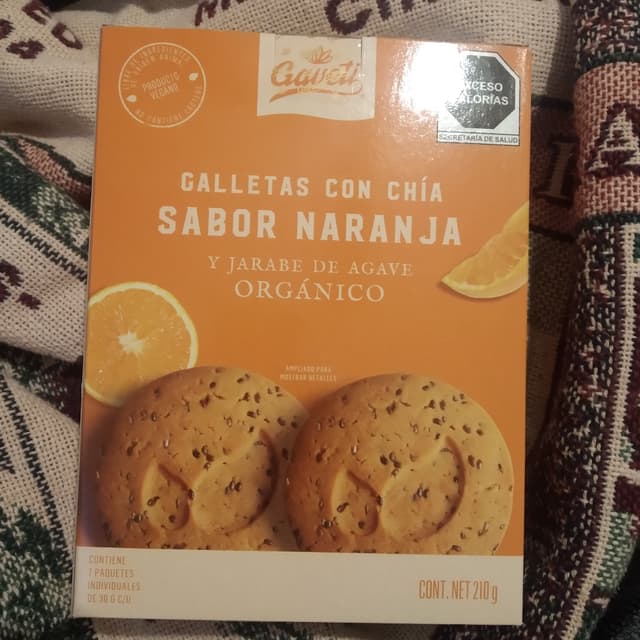 PRODUCTO
VEGANO
Gaveti
EXCESO
CALORÍAS
SECRETARÍA DE SALUD
GALLETAS CON CHÍA
SABOR NARANJA
Y JARABE DE AGAVE
ORGÁNICO
AMPLIADO PARA
MOSTRAR DETALLES
CONTIENE
7 PAQUETES
INDIVIDUALES
DE 30 G C/U
CONT. NET 210 g